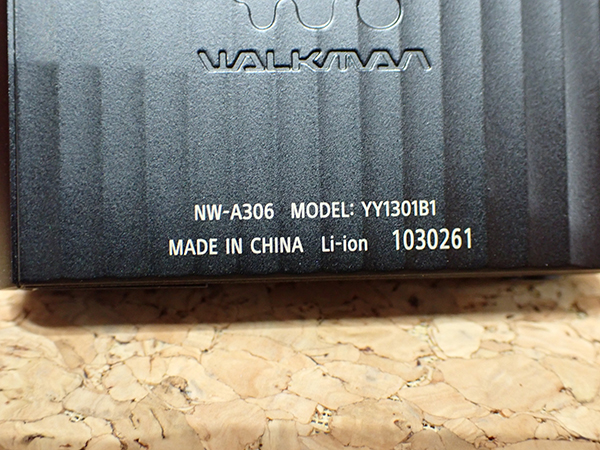 WALKMAN
NW-A306 MODEL: YY1301B1
MADE IN CHINA Li-ion 1030261